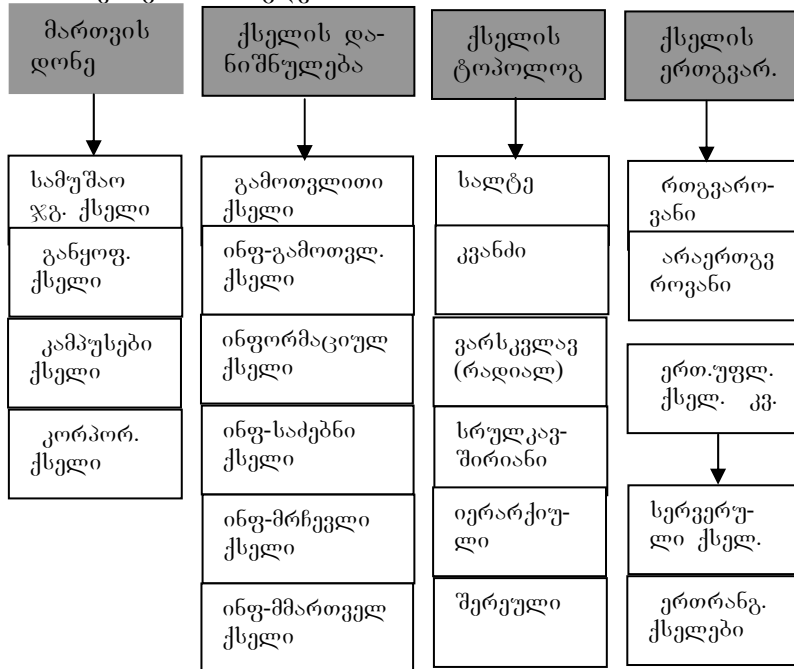 მართვის
დონე
ქსელის და-
ნიშნულება
ქსელის
ტოპოლოგ
ქსელის
ერთგვარ.
სამუშაო
ჯგ. ქსელი
განყოფ.
ქსელი
კამპუსები
ქსელი
კორპორ.
ქსელი
გამოთვლითი
ქსელი
ინფ-გამოთვლ.
ქსელი
ინფორმაციულ
ქსელი
ინფ-საძებნი
ქსელი
ინფ-მრჩევლი
ქსელი
ინფ-მმართველ
ქსელი
სალტე
კვანძი
ვარსკვლავ
(რადიალ)
სრულკავ-
შირიანი
იერარქიუ-
ლი
შერეული
რთგვარო-
ვანი
არაერთგვ
როვანი
ერთ.უფლ.
ქსელ. კვ.
სერვერუ-
ლი ქსელ.
ერთრანგ.
ქსელები